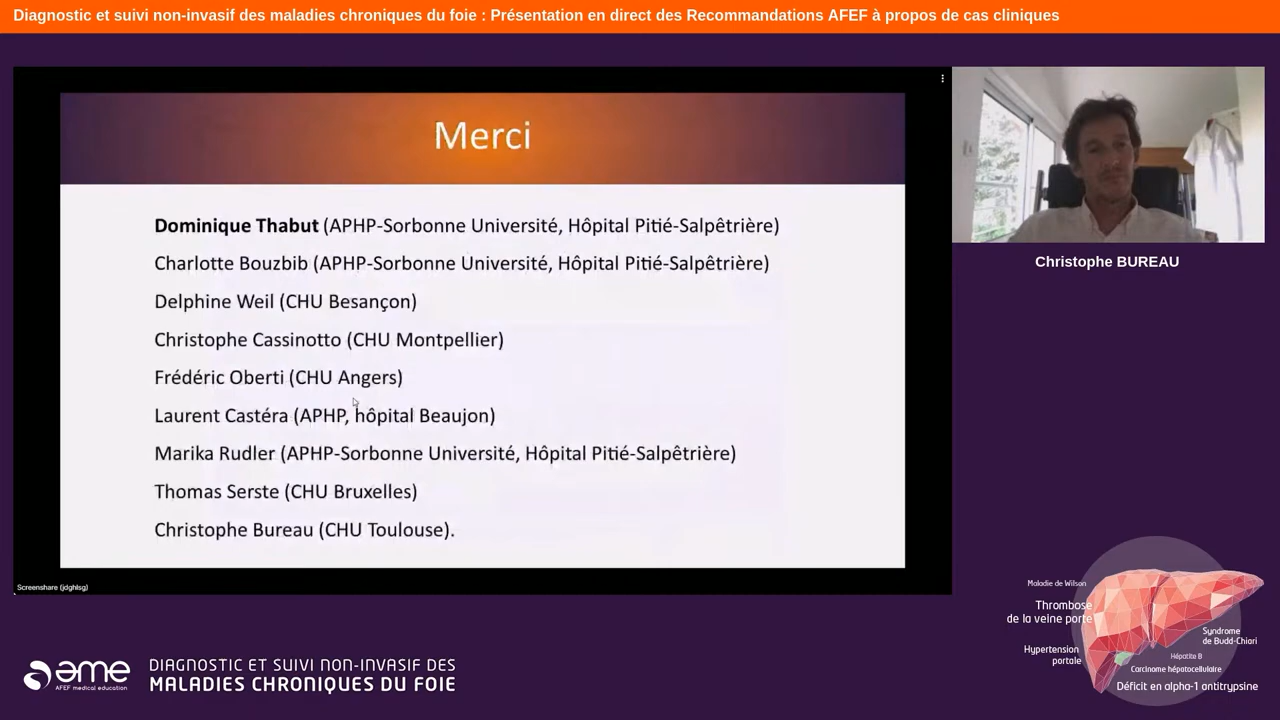 Diagnostic et suivi non-invasif des maladies chroniques du foie : Présentation en direct des Recommandations AFEF à propos de cas cliniques
Merci
Dominique Thabut (APHP-Sorbonne Université, Hôpital Pitié-Salpêtrière)
Charlotte Bouzbib (APHP-Sorbonne Université, Hôpital Pitié-Salpêtrière)
Delphine Weil (CHU Besançon)
Christophe Cassinotto (CHU Montpellier)
Frédéric Oberti (CHU Angers)
Laurent Castéra (APHP, hôpital Beaujon)
Marika Rudler (APHP-Sorbonne Université, Hôpital Pitié-Salpêtrière)
Thomas Serste (CHU Bruxelles)
Christophe Bureau (CHU Toulouse).
Screenshare (jdghlsg)
Christophe BUREAU
Maladie de Wilson
Thrombose
de la veine porte
Syndrome
de Budd-Chiari
Hypertension
portale
Hépatite B
Carcinome hépatocellulaire
Déficit en alpha-1 antitrypsine
ame
AFEF medical education
DIAGNOSTIC ET SUIVI NON-INVASIF DES
MALADIES CHRONIQUES DU FOIE